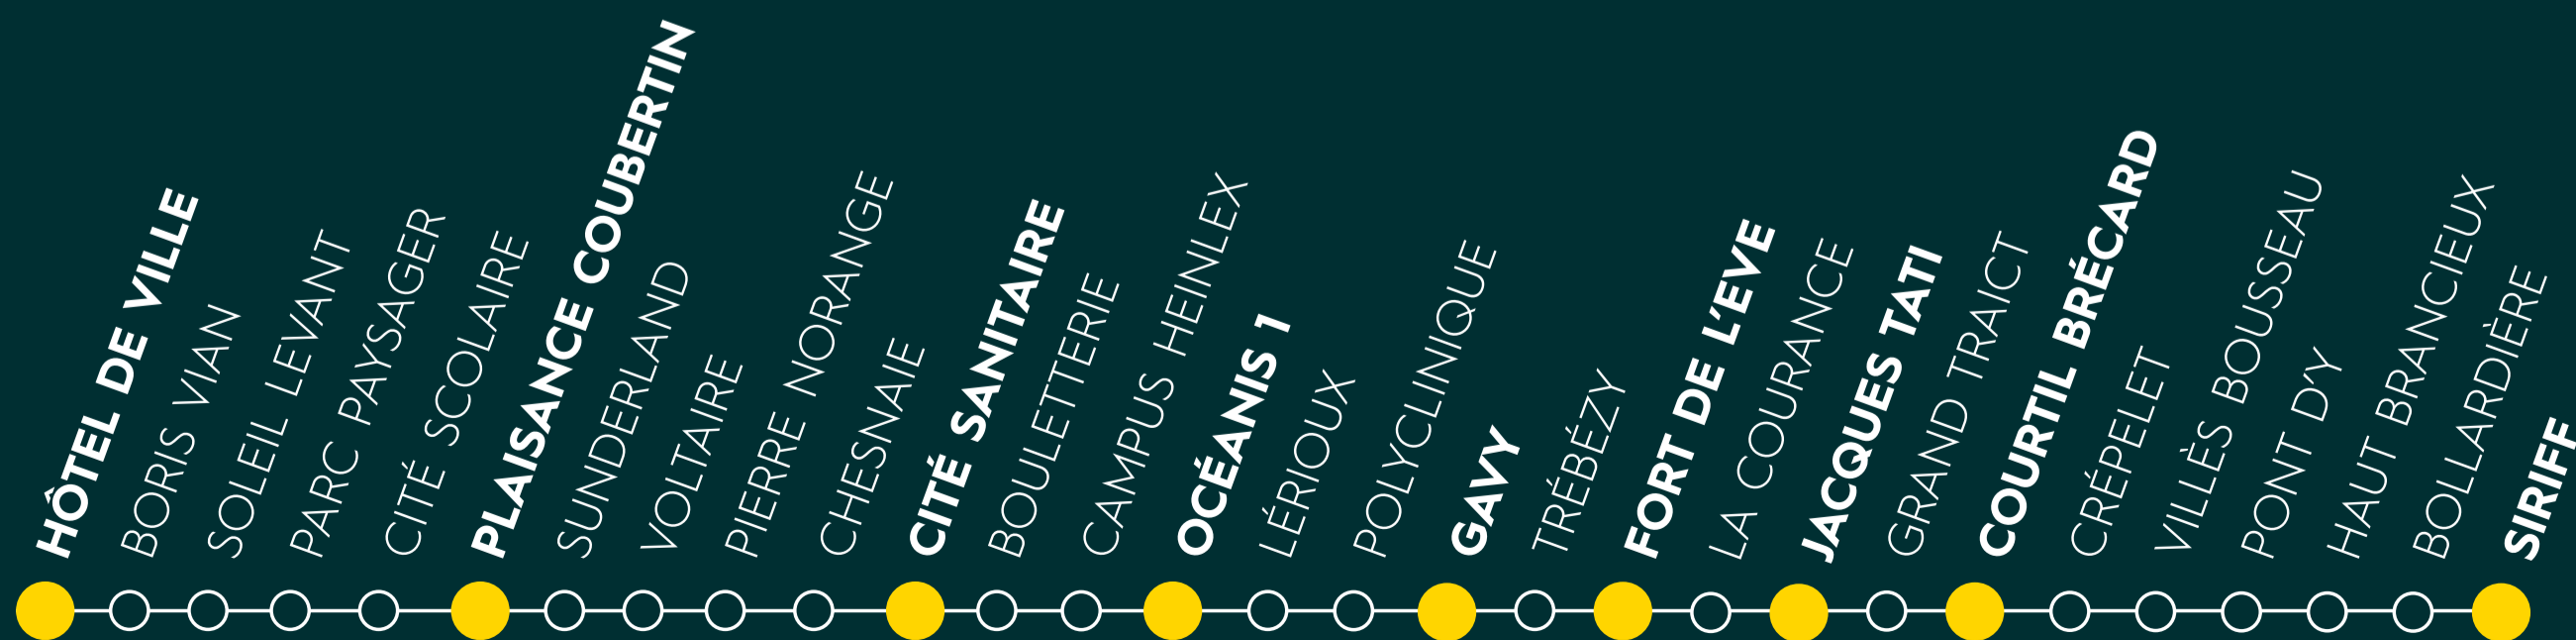 HÔTEL DE VILLE
BORIS VIAN
SOLEIL LEVANT
PARC PAYSAGER
CITÉ SCOLAIRE
PLAISANCE COUBERTIN
SUNDERLAND
VOLTAIRE
PIERRE NORANGE
CHESNAIE
CITÉ SANITAIRE
BOULETTERIE
CAMPUS HEINLEX
OCÉANIS 1
LÉRIOUX
POLYCLINIQUE
GAVY
TRÉBÉZY
FORT DE L'EVE
LA COURANCE
JACQUES TATI
GRAND TRAICT
COURTIL BRÉCARD
CRÉPELET
VILLÈS BOUSSEAU
PONT D'Y
HAUT BRANCIEUX
BOLLARDIÈRE
SIRIFF